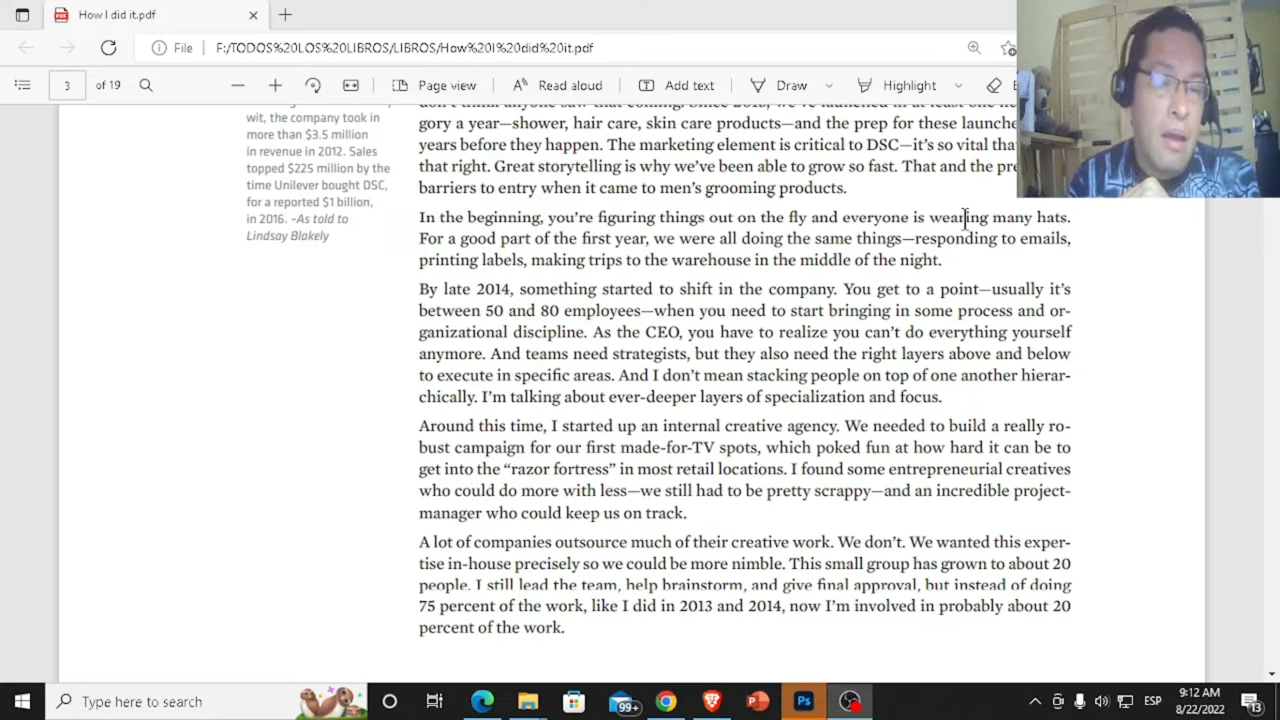 How I did it.pdf
File F:/TODOS%20LOS%20LIBROS/LIBROS/How%20I%20did%20it.pdf
3 of 19 Page view Read aloud Add text Draw Highlight
wit, the company took in
more than $3.5 million
in revenue in 2012. Sales
topped $225 million by the
time Unilever bought DSC,
for a reported $1 billion,
in 2016. –As told to
Lindsay Blakely
don't think anyone saw that coming. Since 2016, we've launched in at least one
gory a year—shower, hair care, skin care products—and the prep for these launche
years before they happen. The marketing element is critical to DSC—it's so vital tha
that right. Great storytelling is why we've been able to grow so fast. That and the pre
barriers to entry when it came to men's grooming products.
In the beginning, you're figuring things out on the fly and everyone is wearing many hats.
For a good part of the first year, we were all doing the same things—responding to emails,
printing labels, making trips to the warehouse in the middle of the night.
By late 2014, something started to shift in the company. You get to a point—usually it's
between 50 and 80 employees—when you need to start bringing in some process and or-
ganizational discipline. As the CEO, you have to realize you can't do everything yourself
anymore. And teams need strategists, but they also need the right layers above and below
to execute in specific areas. And I don't mean stacking people on top of one another hierar-
chically. I'm talking about ever-deeper layers of specialization and focus.
Around this time, I started up an internal creative agency. We needed to build a really ro-
bust campaign for our first made-for-TV spots, which poked fun at how hard it can be to
get into the “razor fortress” in most retail locations. I found some entrepreneurial creatives
who could do more with less—we still had to be pretty scrappy—and an incredible project-
manager who could keep us on track.
A lot of companies outsource much of their creative work. We don't. We wanted this exper-
tise in-house precisely so we could be more nimble. This small group has grown to about 20
people. I still lead the team, help brainstorm, and give final approval, but instead of doing
75 percent of the work, like I did in 2013 and 2014, now I'm involved in probably about 20
percent of the work.
Type here to search
99+
Ps
ESP
9:12 AM
8/22/2022
13